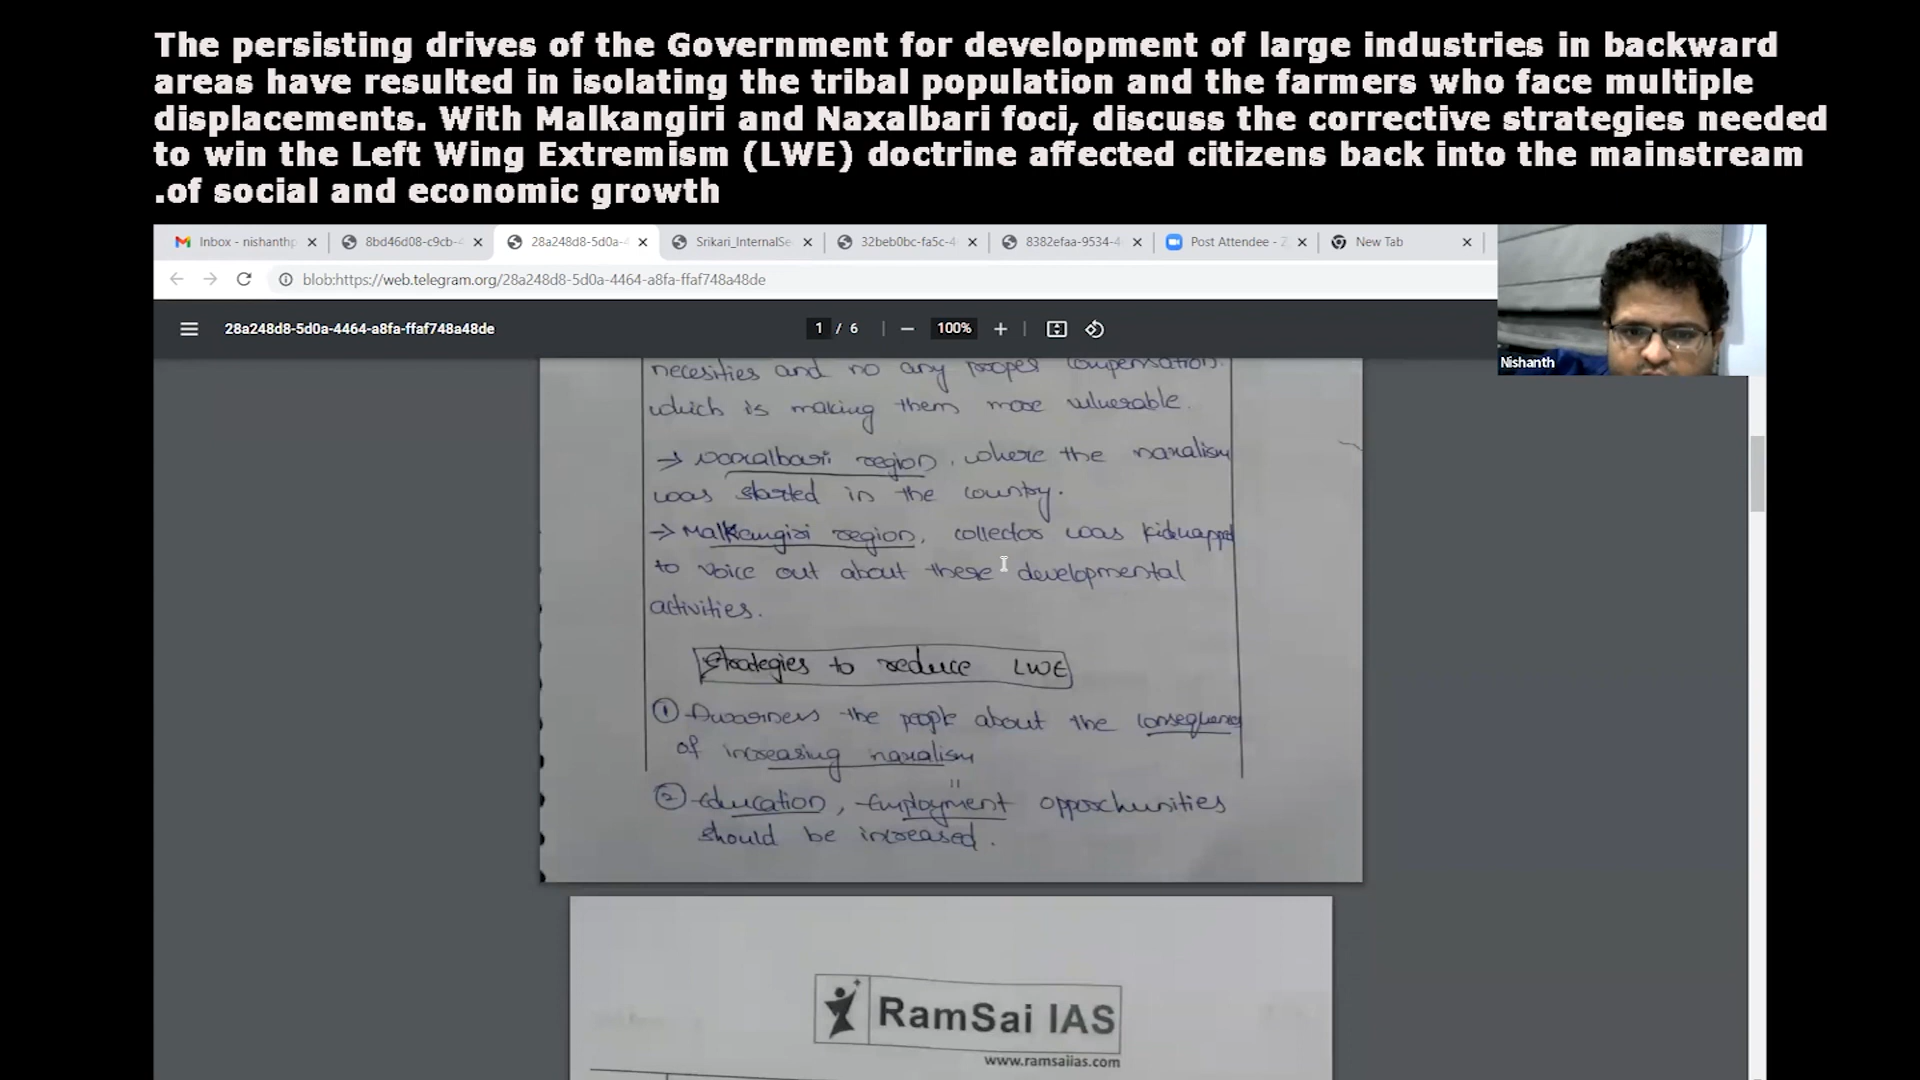 The persisting drives of the Government for development of large industries in backward
areas have resulted in isolating the tribal population and the farmers who face multiple
displacements. With Malkangiri and Naxalbari foci, discuss the corrective strategies needed
to win the Left Wing Extremism (LWE) doctrine affected citizens back into the mainstream
.of social and economic growth
Inbox - nishanthp
8bd46d08-c9cb-4
28a248d8-5d0a-4
Srikari_InternalSe
32beb0bc-fa5c-4
8382efaa-9534-4
Post Attendee - Z
New Tab
blob:https://web.telegram.org/28a248d8-5d0a-4464-a8fa-ffaf748a48de
28a248d8-5d0a-4464-a8fa-ffaf748a48de
1 / 6
100%
Nishanth
necesities and no any proper compensation.
which is making them more vulnerable.
→ Naxalbari region, where the naxalism
was started in the country.
→ Malkangiri region, collector was kidnapped
to voice out about these developmental
activities.
Strategies to reduce LWE
① Awarness the people about the consequences
of increasing naxalism
② Education, Employment opportunities
should be increased.
RamSai IAS
www.ramsaiias.com